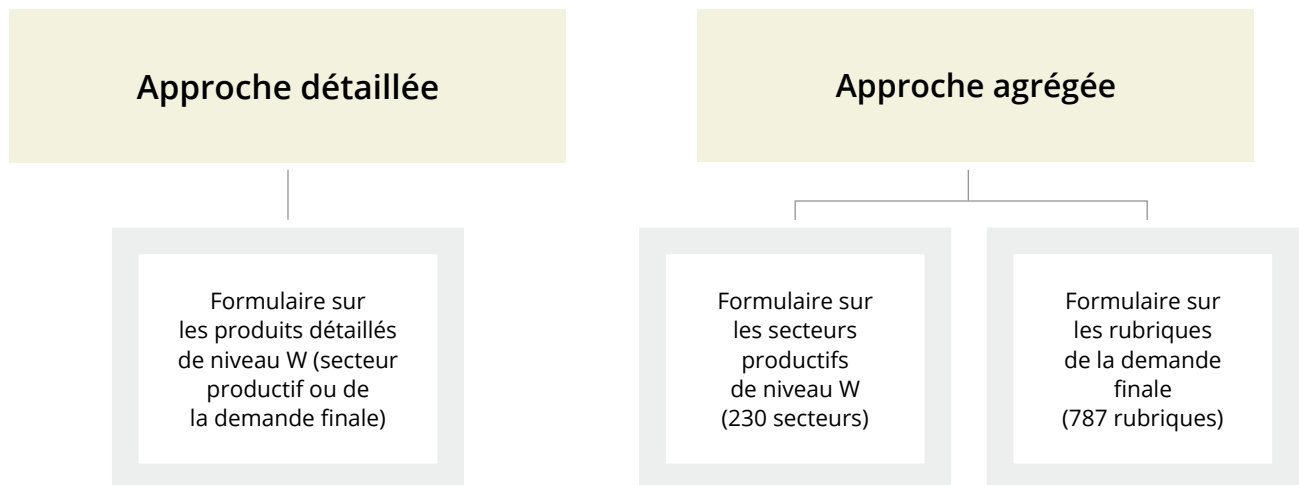 Approche détaillée
Approche agrégée
Formulaire sur
les produits détaillés
de niveau W (secteur
productif ou de
la demande finale)
Formulaire sur
les secteurs
productifs
de niveau W
(230 secteurs)
Formulaire sur
les rubriques
de la demande
finale
(787 rubriques)